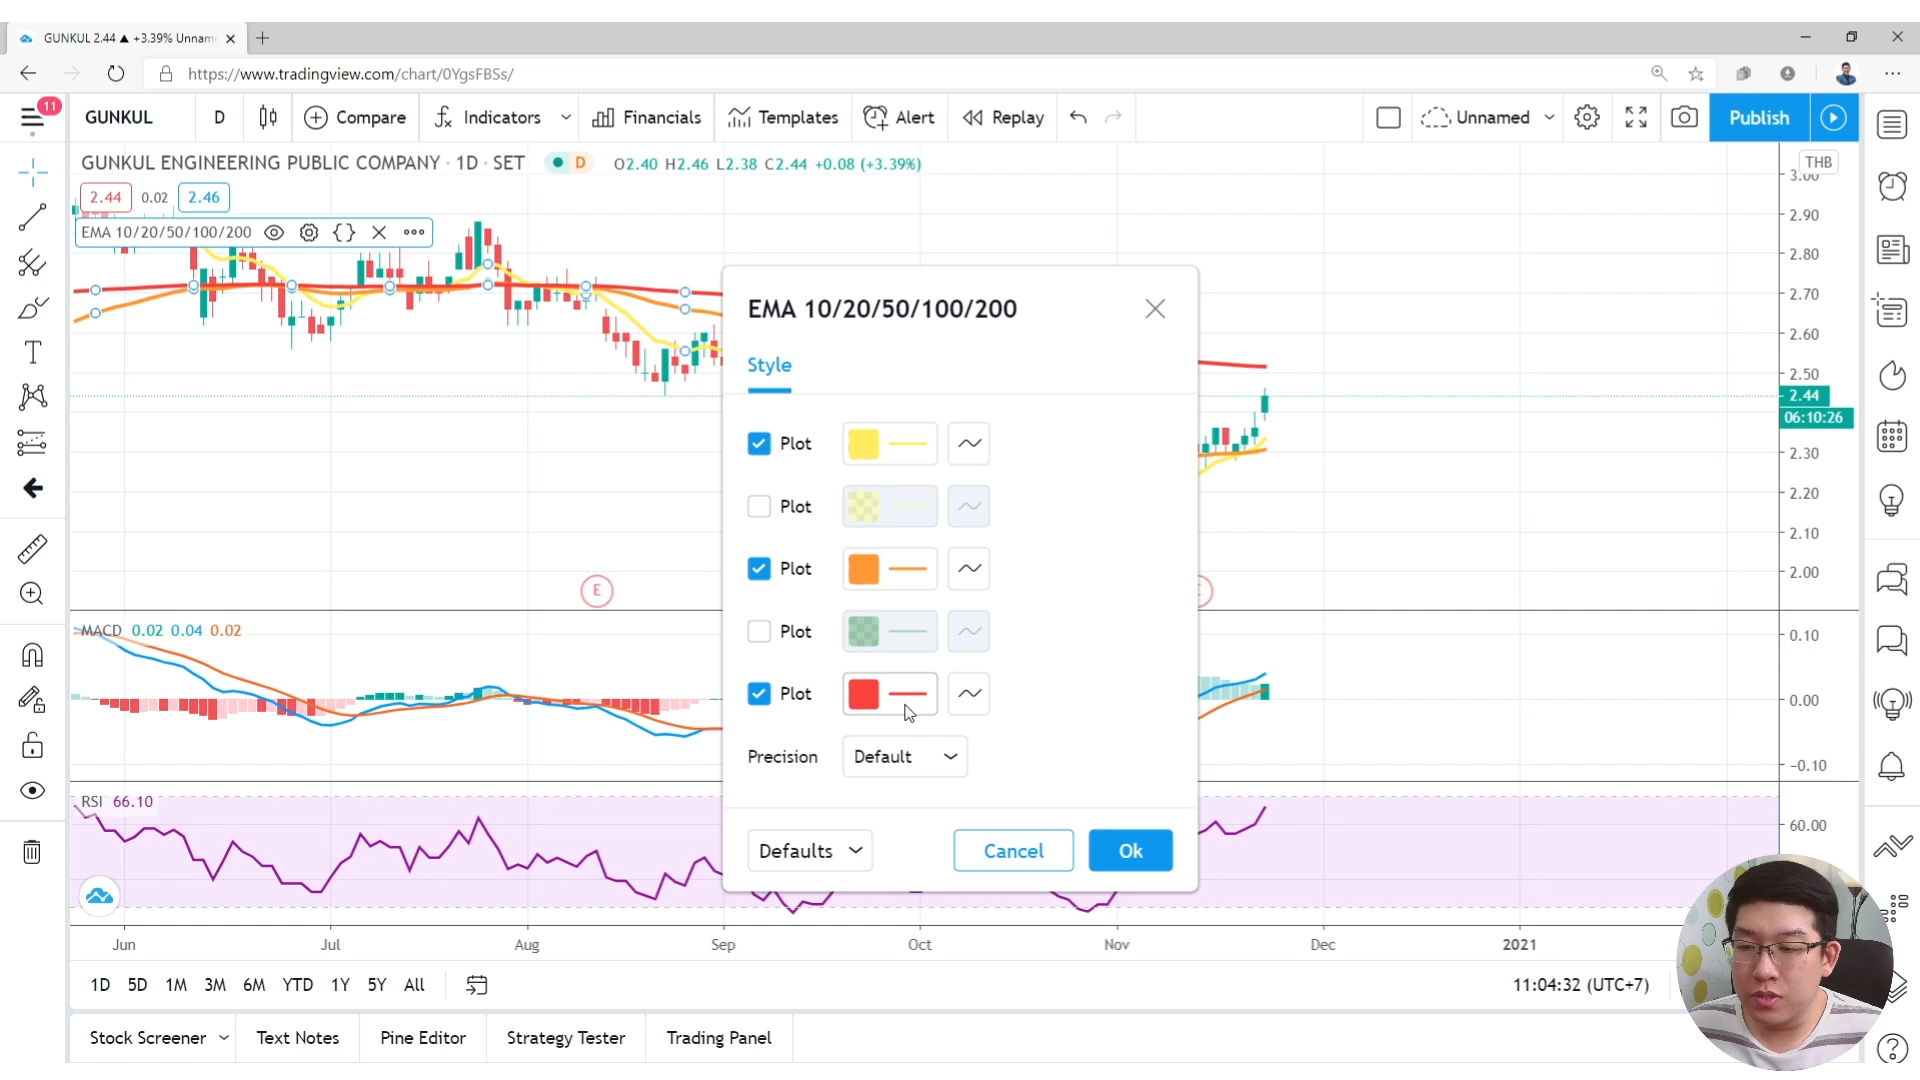 GUNKUL 2.44 ▲ +3.39% Unnam
https://www.tradingview.com/chart/0YgsFBSs/
11
GUNKUL D Compare Indicators Financials Templates Alert Replay Unnamed Publish
GUNKUL ENGINEERING PUBLIC COMPANY · 1D · SET D O2.40 H2.46 L2.38 C2.44 +0.08 (+3.39%)
THB
2.44 0.02 2.46
EMA 10/20/50/100/200
3.00
2.90
2.80
2.70
2.60
2.50
2.44
06:10:26
2.30
2.20
2.10
2.00
EMA 10/20/50/100/200
Style
Plot
Plot
Plot
Plot
Plot
Precision Default
Defaults Cancel Ok
E
MACD 0.02 0.04 0.02
0.10
0.00
−0.10
RSI 66.10
60.00
Jun Jul Aug Sep Oct Nov Dec 2021
1D 5D 1M 3M 6M YTD 1Y 5Y All
11:04:32 (UTC+7)
Stock Screener Text Notes Pine Editor Strategy Tester Trading Panel